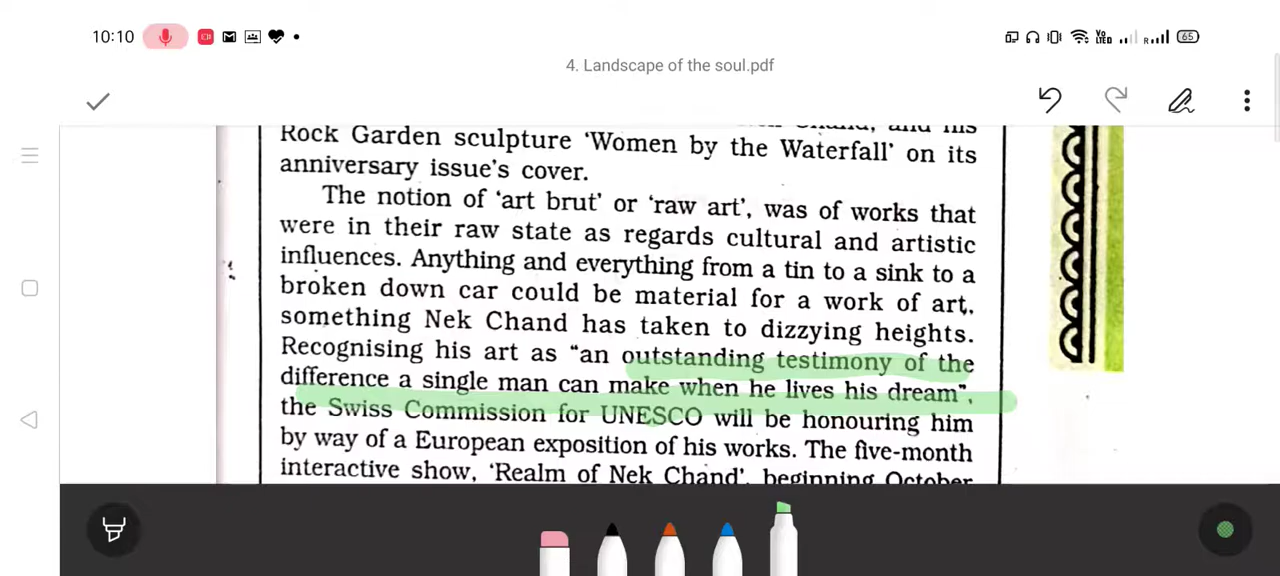 10:10
Vo LTED
R
65
4. Landscape of the soul.pdf
and his
Rock Garden sculpture ‘Women by the Waterfall’ on its
anniversary issue’s cover.
The notion of ‘art brut’ or ‘raw art’, was of works that
were in their raw state as regards cultural and artistic
influences. Anything and everything from a tin to a sink to a
broken down car could be material for a work of art,
something Nek Chand has taken to dizzying heights.
Recognising his art as “an outstanding testimony of the
difference a single man can make when he lives his dream”,
the Swiss Commission for UNESCO will be honouring him
by way of a European exposition of his works. The five-month
interactive show, ‘Realm of Nek Chand’, beginning October